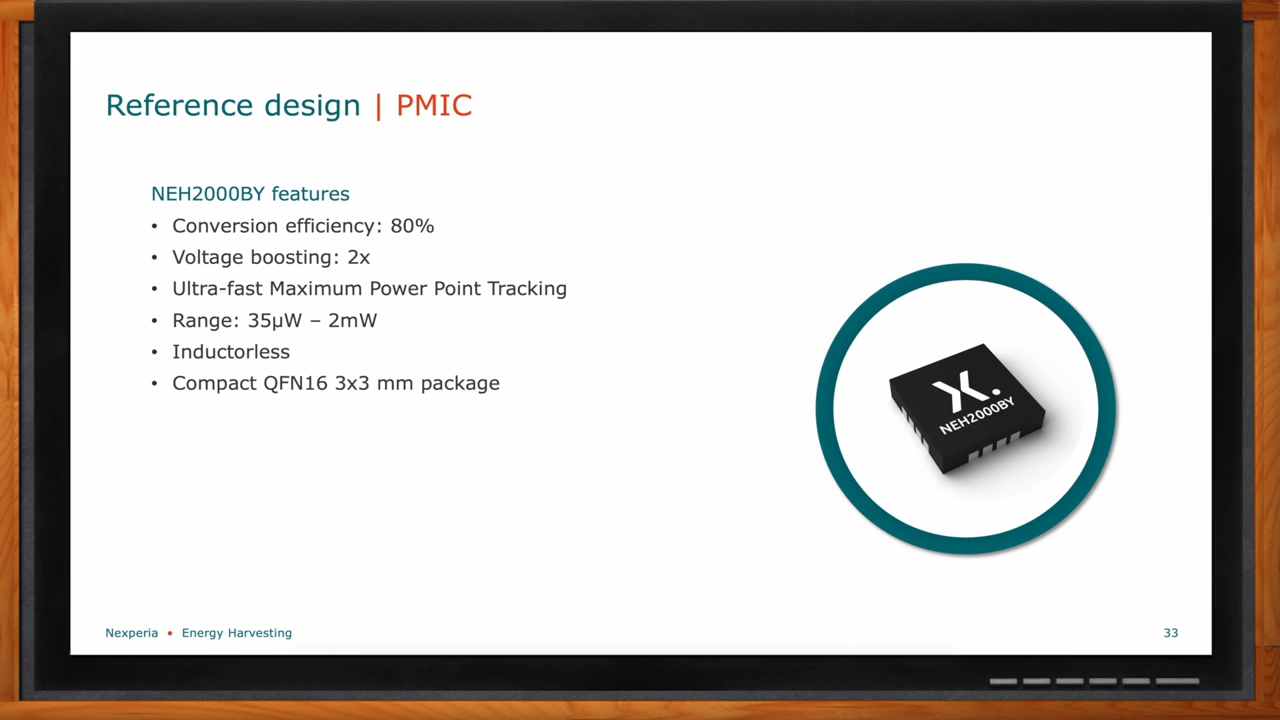 Reference design | PMIC
NEH2000BY features
• Conversion efficiency: 80%
• Voltage boosting: 2x
• Ultra-fast Maximum Power Point Tracking
• Range: 35µW – 2mW
• Inductorless
• Compact QFN16 3x3 mm package
X.
NEH2000BY
Nexperia • Energy Harvesting
33